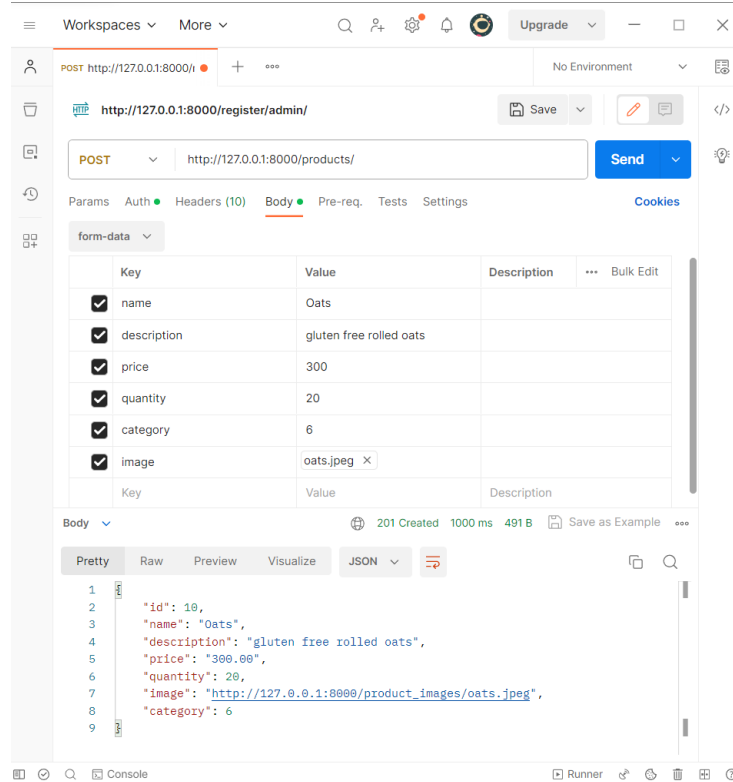 Workspaces More Upgrade
POST http://127.0.0.1:8000/r No Environment
HTTP http://127.0.0.1:8000/register/admin/ Save
POST http://127.0.0.1:8000/products/ Send
Params Auth Headers (10) Body Pre-req. Tests Settings Cookies
form-data
Key Value Description Bulk Edit
name Oats
description gluten free rolled oats
price 300
quantity 20
category 6
image oats.jpeg
Key Value Description
Body 201 Created 1000 ms 491 B Save as Example
Pretty Raw Preview Visualize JSON
1 {
2 "id": 10,
3 "name": "Oats",
4 "description": "gluten free rolled oats",
5 "price": "300.00",
6 "quantity": 20,
7 "image": "http://127.0.0.1:8000/product_images/oats.jpeg",
8 "category": 6
9 }
Console Runner